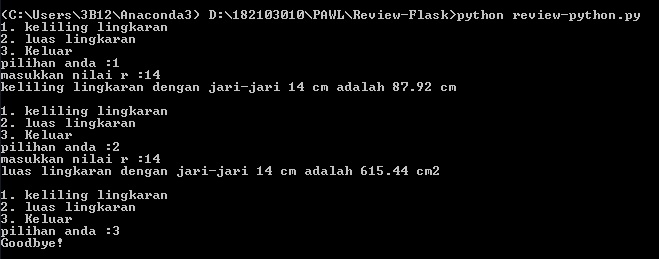 (C:\Users\3B12\Anaconda3) D:\182103010\PAWL\Review-Flask>python review-python.py
1. keliling lingkaran
2. luas lingkaran
3. Keluar
pilihan anda :1
masukkan nilai r :14
keliling lingkaran dengan jari-jari 14 cm adalah 87.92 cm

1. keliling lingkaran
2. luas lingkaran
3. Keluar
pilihan anda :2
masukkan nilai r :14
luas lingkaran dengan jari-jari 14 cm adalah 615.44 cm2

1. keliling lingkaran
2. luas lingkaran
3. Keluar
pilihan anda :3
Goodbye!